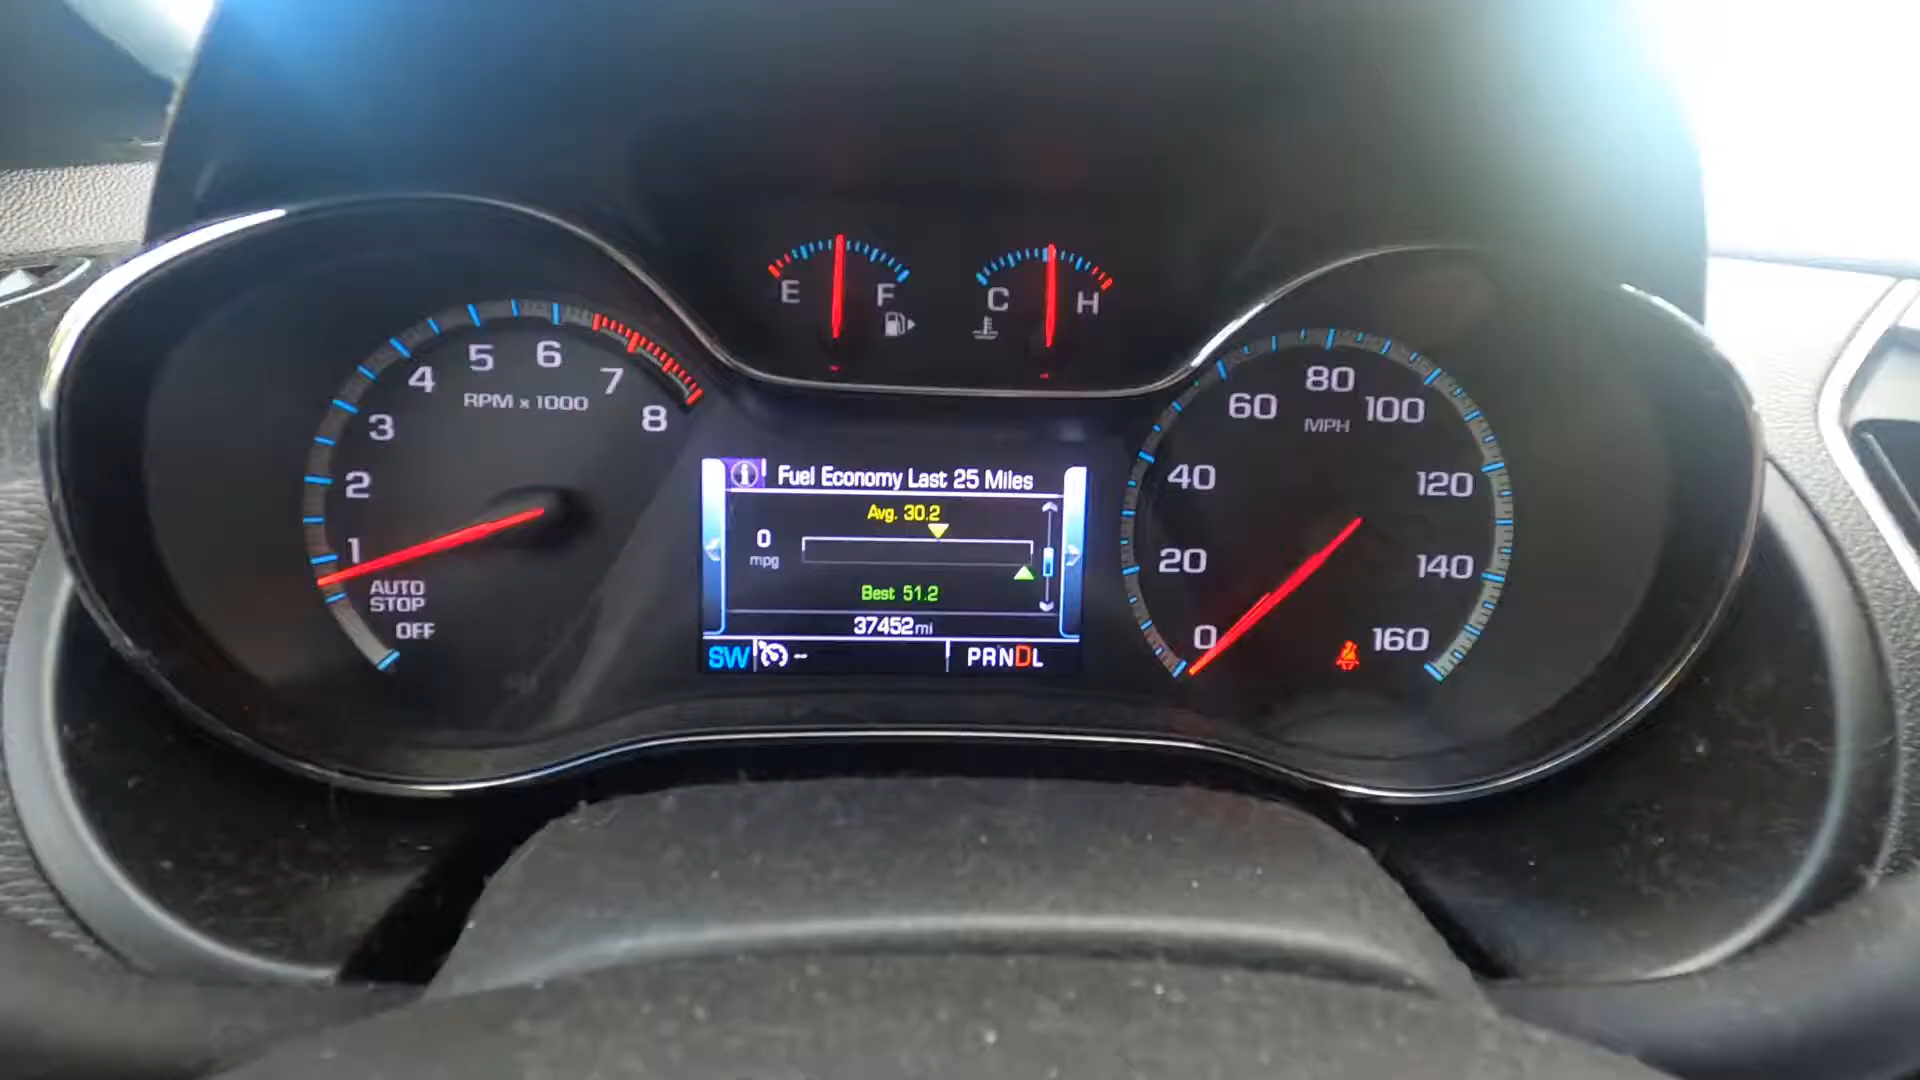 E F
C H
1 2 3 4 5 6 7 8
RPM x 1000
AUTO
STOP
OFF
Fuel Economy Last 25 Miles
Avg. 30.2
0
mpg
Best 51.2
37452mi
SW -- PRNDL
0 20 40 60 80 100 120 140 160
MPH